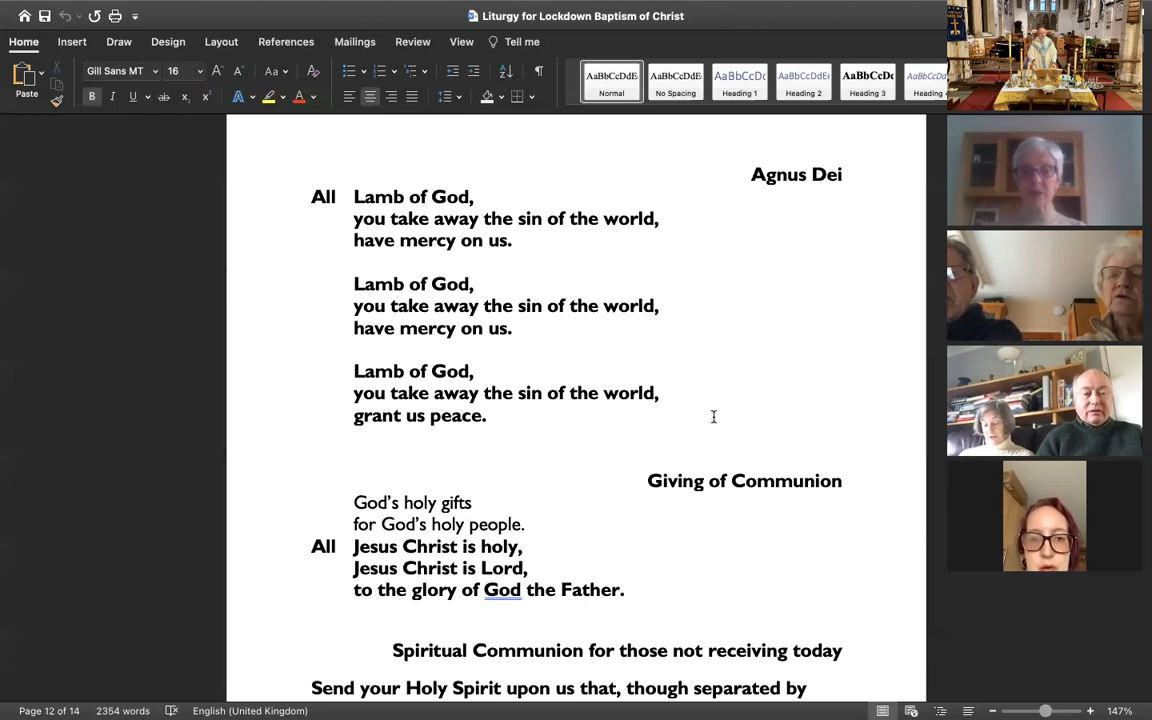 Liturgy for Lockdown Baptism of Christ
Home Insert Draw Design Layout References Mailings Review View Tell me
Paste
Gill Sans MT 16
AaBbCcDdE AaBbCcDdE AaBbCcDc AaBbCcDdEe AaBbCcDc AaBbCcDdE
Normal No Spacing Heading 1 Heading 2 Heading 3 Heading
Agnus Dei
All Lamb of God,
you take away the sin of the world,
have mercy on us.
Lamb of God,
you take away the sin of the world,
have mercy on us.
Lamb of God,
you take away the sin of the world,
grant us peace.
Giving of Communion
God's holy gifts
for God's holy people.
All Jesus Christ is holy,
Jesus Christ is Lord,
to the glory of God the Father.
Spiritual Communion for those not receiving today
Send your Holy Spirit upon us that, though separated by
Page 12 of 14 2354 words English (United Kingdom) 147%